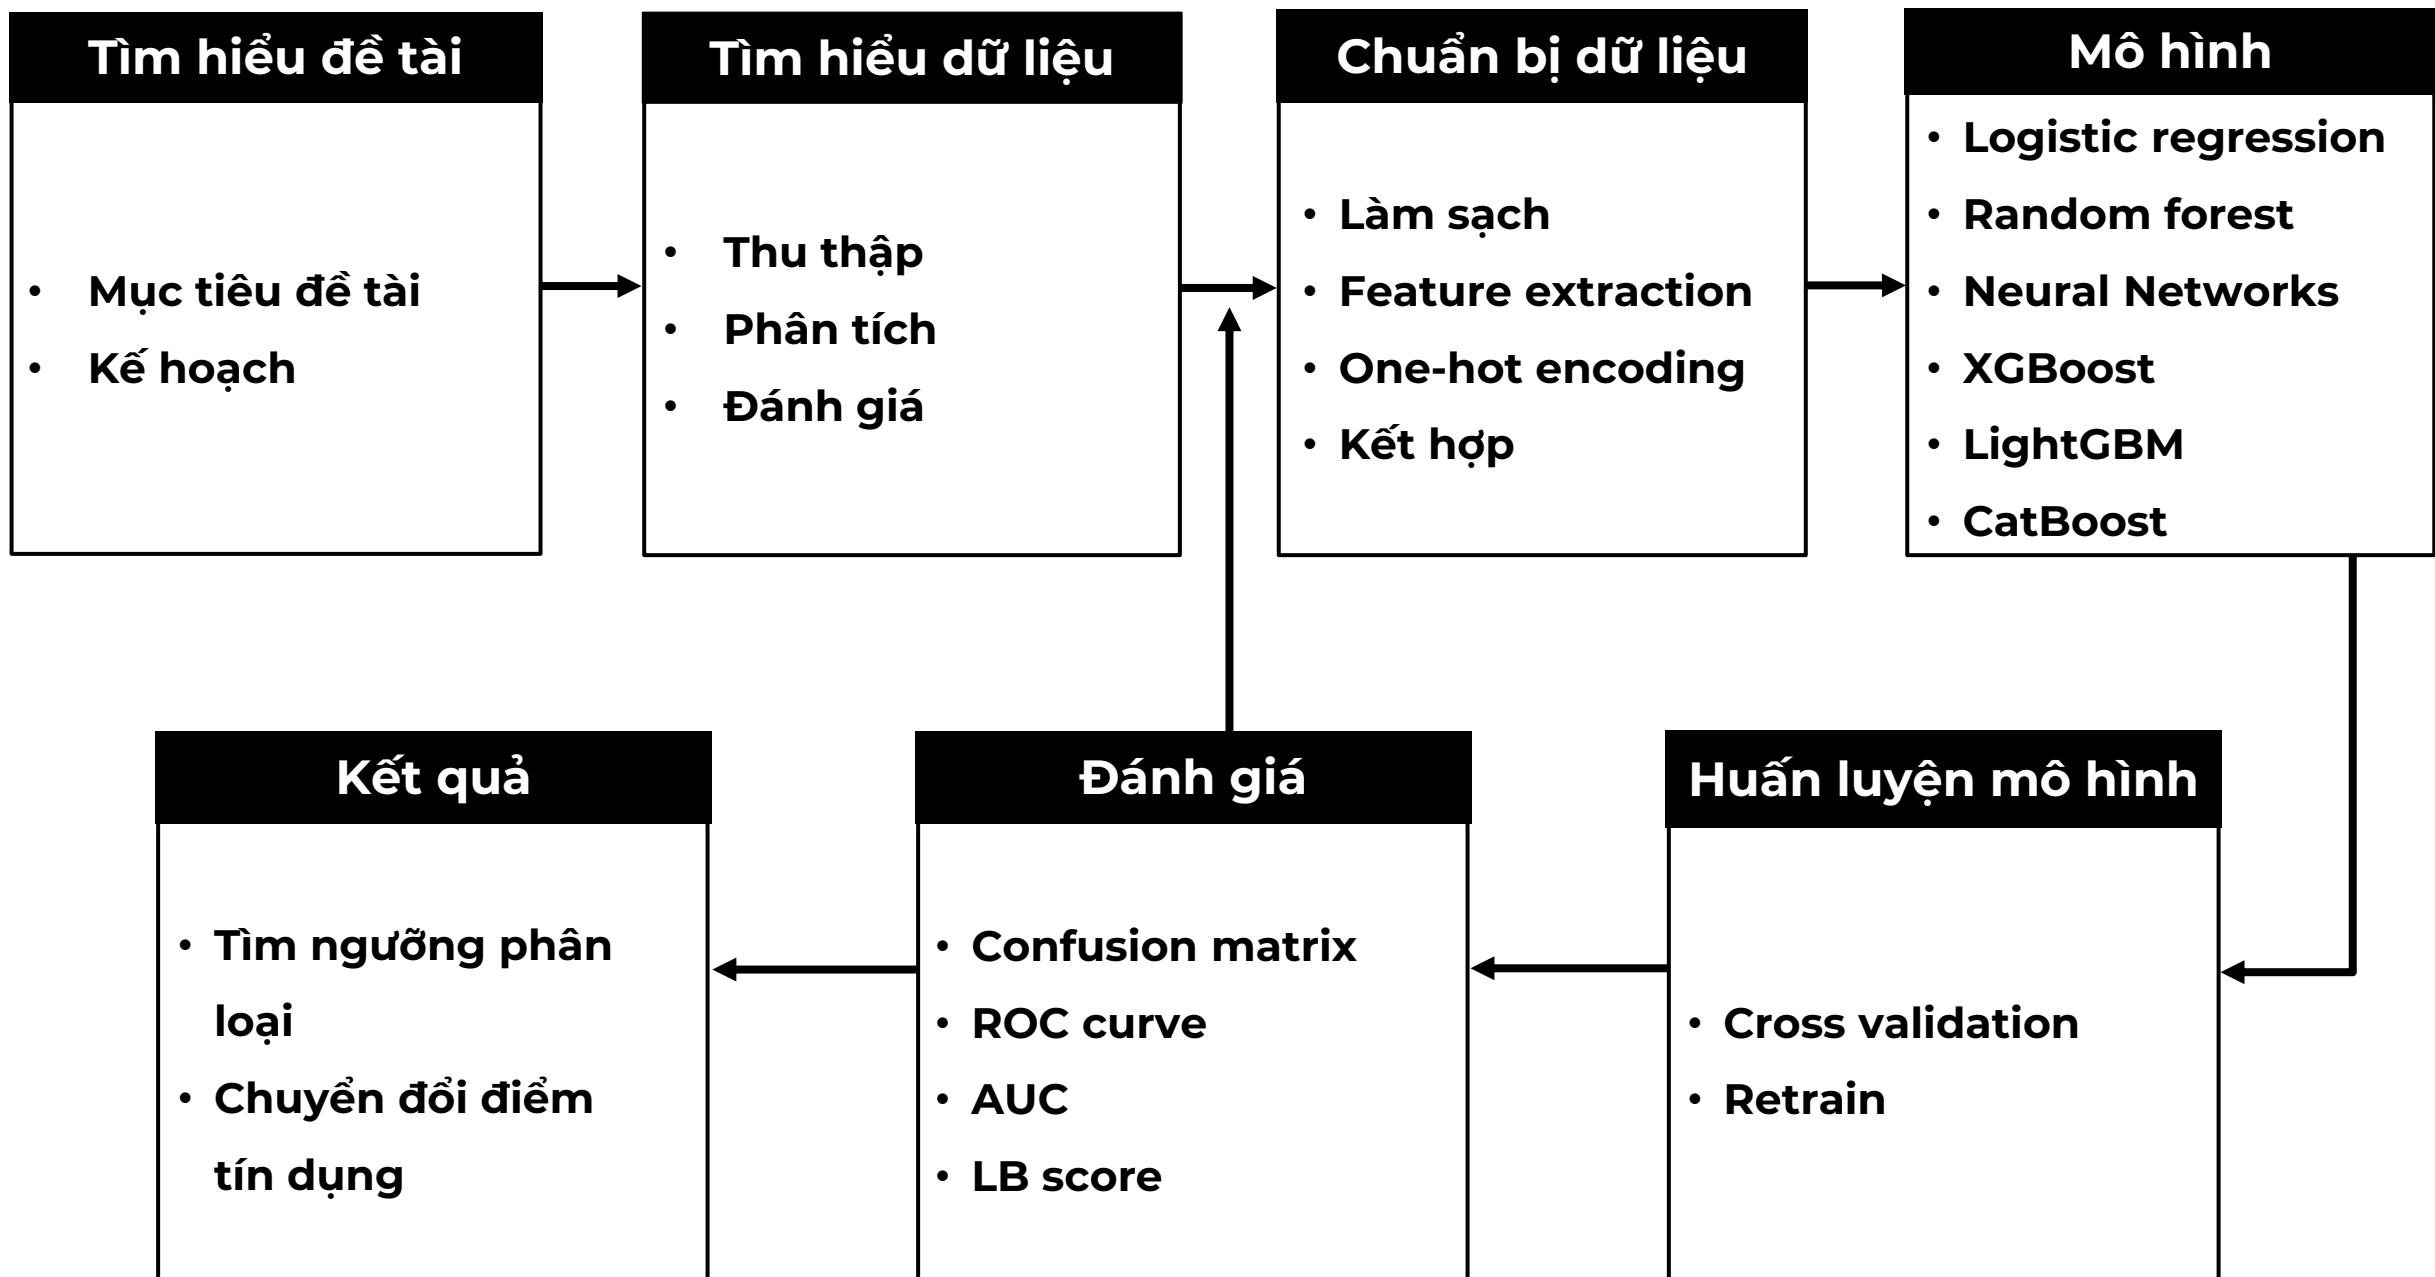 Tìm hiểu đề tài
• Mục tiêu đề tài
• Kế hoạch
Tìm hiểu dữ liệu
• Thu thập
• Phân tích
• Đánh giá
Chuẩn bị dữ liệu
• Làm sạch
• Feature extraction
• One-hot encoding
• Kết hợp
Mô hình
• Logistic regression
• Random forest
• Neural Networks
• XGBoost
• LightGBM
• CatBoost
Huấn luyện mô hình
• Cross validation
• Retrain
Đánh giá
• Confusion matrix
• ROC curve
• AUC
• LB score
Kết quả
• Tìm ngưỡng phân
loại
• Chuyển đổi điểm
tín dụng